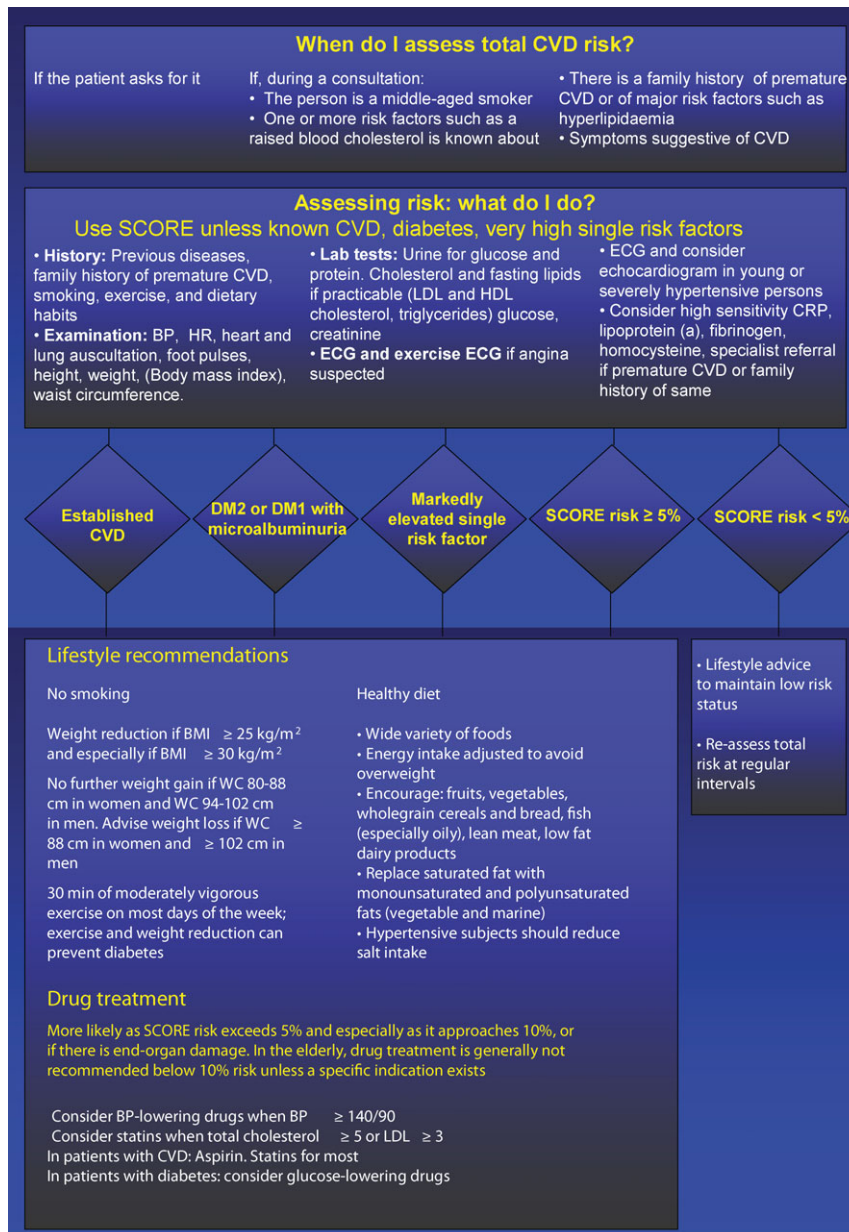 When do I assess total CVD risk?
If the patient asks for it
If, during a consultation:
• The person is a middle-aged smoker
• One or more risk factors such as a
raised blood cholesterol is known about
• There is a family history of premature
CVD or of major risk factors such as
hyperlipidaemia
• Symptoms suggestive of CVD
Assessing risk: what do I do?
Use SCORE unless known CVD, diabetes, very high single risk factors
• History: Previous diseases,
family history of premature CVD,
smoking, exercise, and dietary
habits
• Examination: BP, HR, heart and
lung auscultation, foot pulses,
height, weight, (Body mass index),
waist circumference.
• Lab tests: Urine for glucose and
protein. Cholesterol and fasting lipids
if practicable (LDL and HDL
cholesterol, triglycerides) glucose,
creatinine
• ECG and exercise ECG if angina
suspected
• ECG and consider
echocardiogram in young or
severely hypertensive persons
• Consider high sensitivity CRP,
lipoprotein (a), fibrinogen,
homocysteine, specialist referral
if premature CVD or family
history of same
Established
CVD
DM2 or DM1 with
microalbuminuria
Markedly
elevated single
risk factor
SCORE risk ≥ 5%
SCORE risk < 5%
Lifestyle recommendations
No smoking
Weight reduction if BMI ≥ 25 kg/m²
and especially if BMI ≥ 30 kg/m²
No further weight gain if WC 80-88
cm in women and WC 94-102 cm
in men. Advise weight loss if WC ≥
88 cm in women and ≥ 102 cm in
men
30 min of moderately vigorous
exercise on most days of the week;
exercise and weight reduction can
prevent diabetes
Healthy diet
• Wide variety of foods
• Energy intake adjusted to avoid
overweight
• Encourage: fruits, vegetables,
wholegrain cereals and bread, fish
(especially oily), lean meat, low fat
dairy products
• Replace saturated fat with
monounsaturated and polyunsaturated
fats (vegetable and marine)
• Hypertensive subjects should reduce
salt intake
Drug treatment
More likely as SCORE risk exceeds 5% and especially as it approaches 10%, or
if there is end-organ damage. In the elderly, drug treatment is generally not
recommended below 10% risk unless a specific indication exists
Consider BP-lowering drugs when BP ≥ 140/90
Consider statins when total cholesterol ≥ 5 or LDL ≥ 3
In patients with CVD: Aspirin. Statins for most
In patients with diabetes: consider glucose-lowering drugs
• Lifestyle advice
to maintain low risk
status
• Re-assess total
risk at regular
intervals